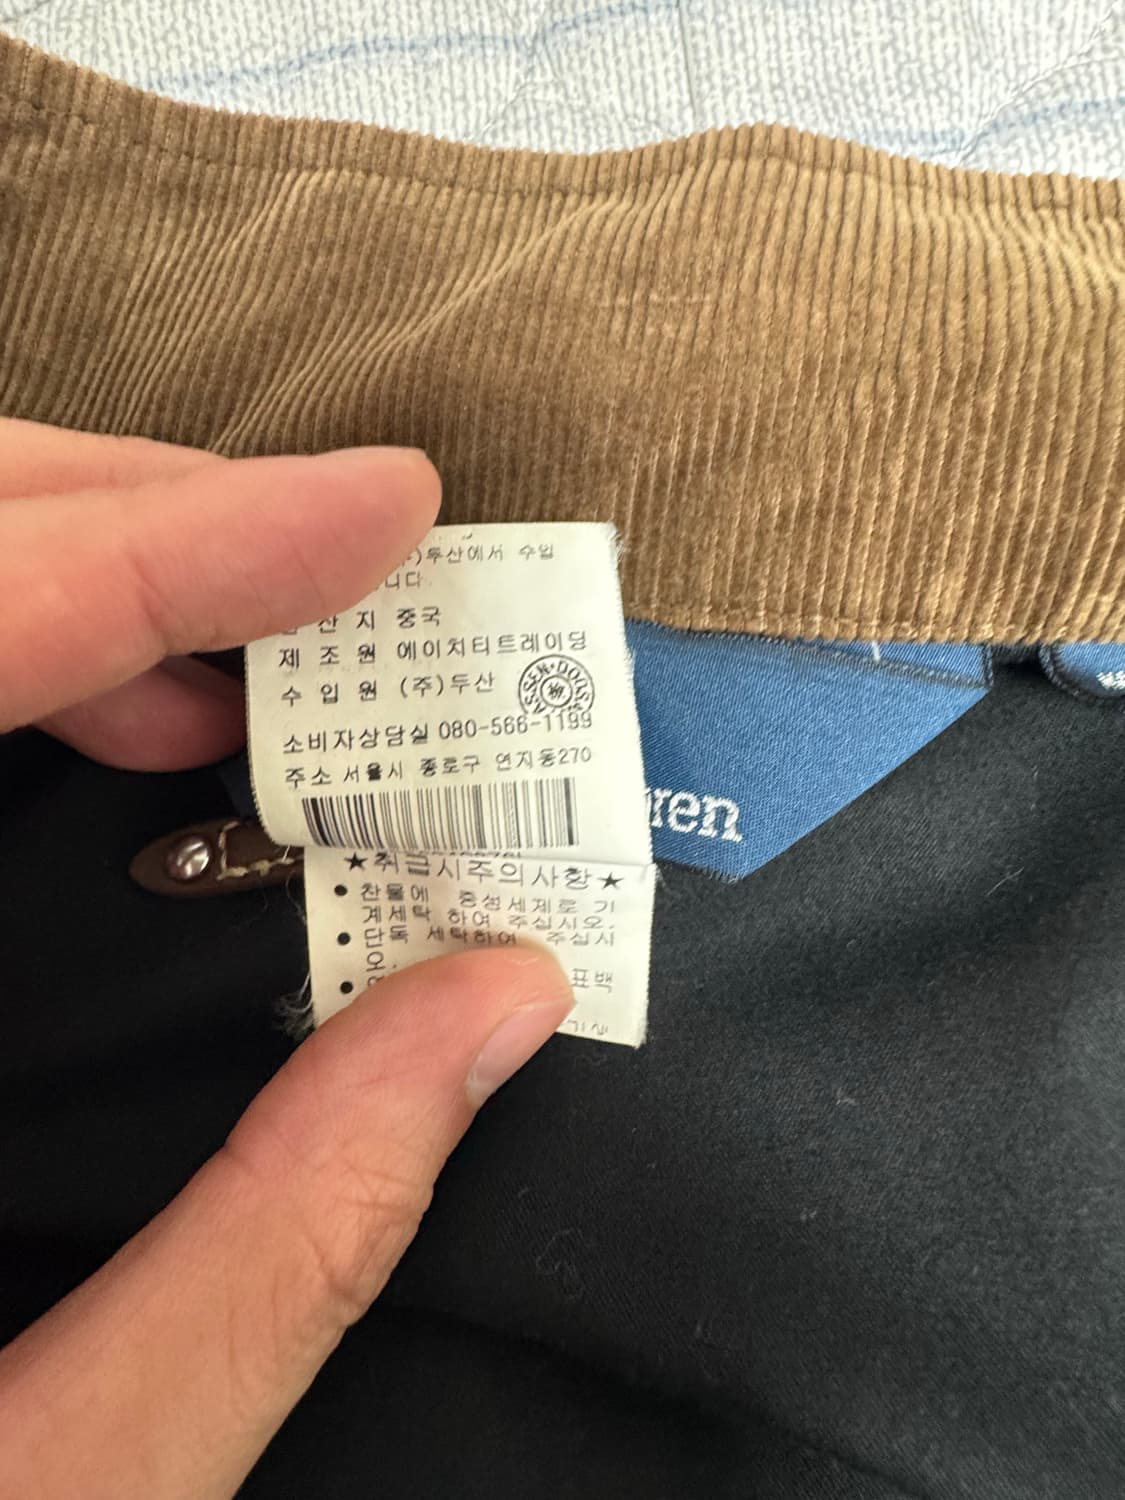 )두산에서 수입
니다.
산 지 중국
제 조 원 에이치티트레이딩
수 입 원 (주)두산
소비자상담실 080-566-1199
주소 서울시 종로구 연지동270
★취급시주의사항★
● 찬물에 중성세제로 기
계세탁 하여 주십시오.
● 단독 세탁하여 주십시
오.
표백
ren